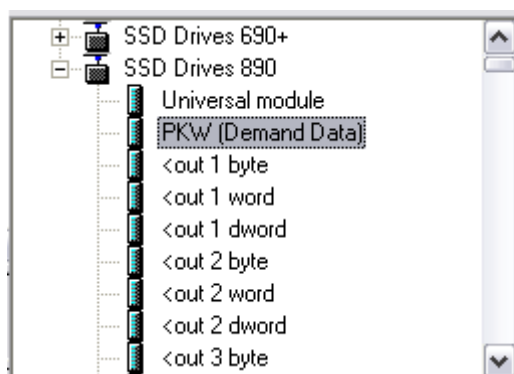 SSD Drives 690+
SSD Drives 890
Universal module
PKW (Demand Data)
<out 1 byte
<out 1 word
<out 1 dword
<out 2 byte
<out 2 word
<out 2 dword
<out 3 byte